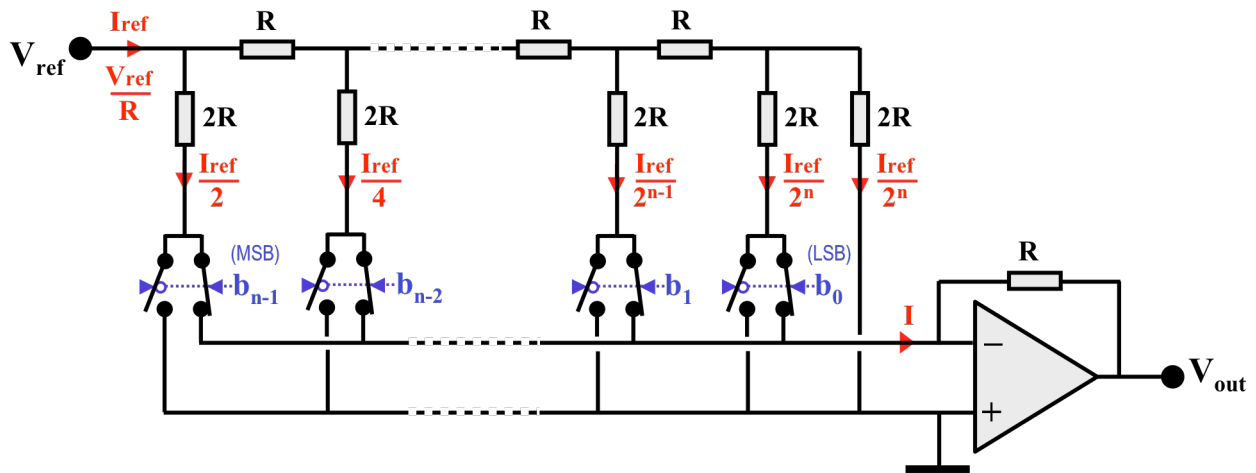 Iref
R
R
R
Vref
Vref
R
2R
2R
2R
2R
2R
Iref
2
Iref
4
Iref
2n-1
Iref
2n
Iref
2n
(MSB)
(LSB)
R
bn-1
bn-2
b1
b0
I
−
Vout
+